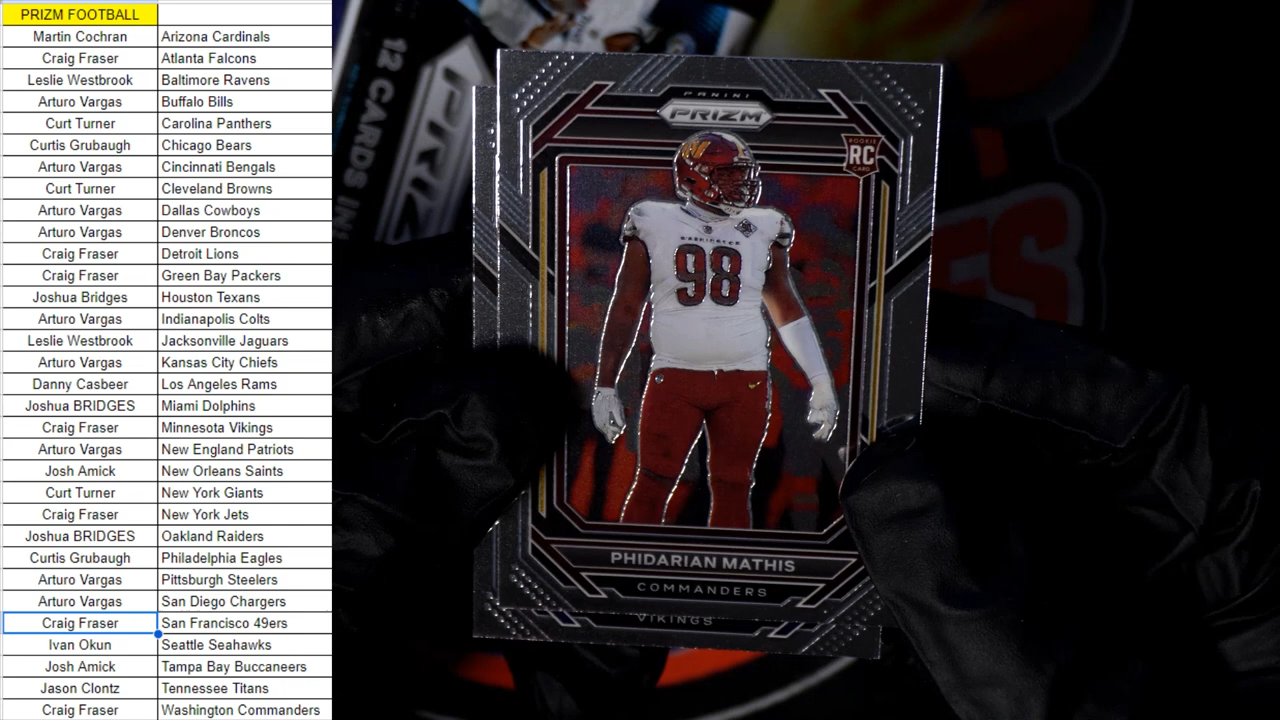 PRIZM FOOTBALL
Martin Cochran Arizona Cardinals
Craig Fraser Atlanta Falcons
Leslie Westbrook Baltimore Ravens
Arturo Vargas Buffalo Bills
Curt Turner Carolina Panthers
Curtis Grubaugh Chicago Bears
Arturo Vargas Cincinnati Bengals
Curt Turner Cleveland Browns
Arturo Vargas Dallas Cowboys
Arturo Vargas Denver Broncos
Craig Fraser Detroit Lions
Craig Fraser Green Bay Packers
Joshua Bridges Houston Texans
Arturo Vargas Indianapolis Colts
Leslie Westbrook Jacksonville Jaguars
Arturo Vargas Kansas City Chiefs
Danny Casbeer Los Angeles Rams
Joshua BRIDGES Miami Dolphins
Craig Fraser Minnesota Vikings
Arturo Vargas New England Patriots
Josh Amick New Orleans Saints
Curt Turner New York Giants
Craig Fraser New York Jets
Joshua BRIDGES Oakland Raiders
Curtis Grubaugh Philadelphia Eagles
Arturo Vargas Pittsburgh Steelers
Arturo Vargas San Diego Chargers
Craig Fraser San Francisco 49ers
Ivan Okun Seattle Seahawks
Josh Amick Tampa Bay Buccaneers
Jason Clontz Tennessee Titans
Craig Fraser Washington Commanders
12 CARDS IN
PANINI
PRIZM
ROOKIE
RC
CARD
WASHINGTON
98
PHIDARIAN MATHIS
COMMANDERS
VIKINGS